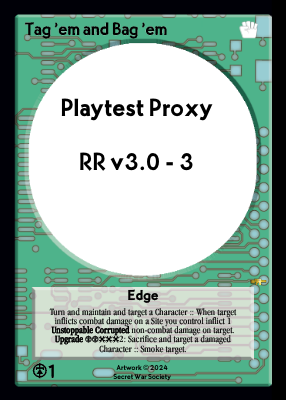 Tag 'em and Bag 'em
Playtest Proxy
RR v3.0 - 3
Edge
Turn and maintain and target a Character :: When target
inflicts combat damage on a Site you control inflict 1
Unstoppable Corrupted non-combat damage on target.
Upgrade 2: Sacrifice and target a damaged
Character :: Smoke target.
1
Artwork © 2024
Secret War Society